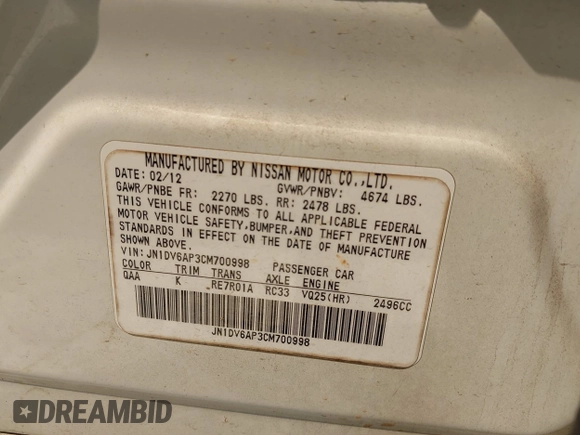 MANUFACTURED BY NISSAN MOTOR CO.,LTD.
DATE: 02/12 GVWR/PNBV: 4674 LBS.
GAWR/PNBE FR: 2270 LBS. RR: 2478 LBS.
THIS VEHICLE CONFORMS TO ALL APPLICABLE FEDERAL
MOTOR VEHICLE SAFETY,BUMPER,AND THEFT PREVENTION
STANDARDS IN EFFECT ON THE DATE OF MANUFACTURE
SHOWN ABOVE.
VIN: JN1DV6AP3CM700998 PASSENGER CAR
COLOR TRIM TRANS AXLE ENGINE
QAA K RE7R01A RC33 VQ25(HR) 2496CC
JN1DV6AP3CM700998
DREAMBID